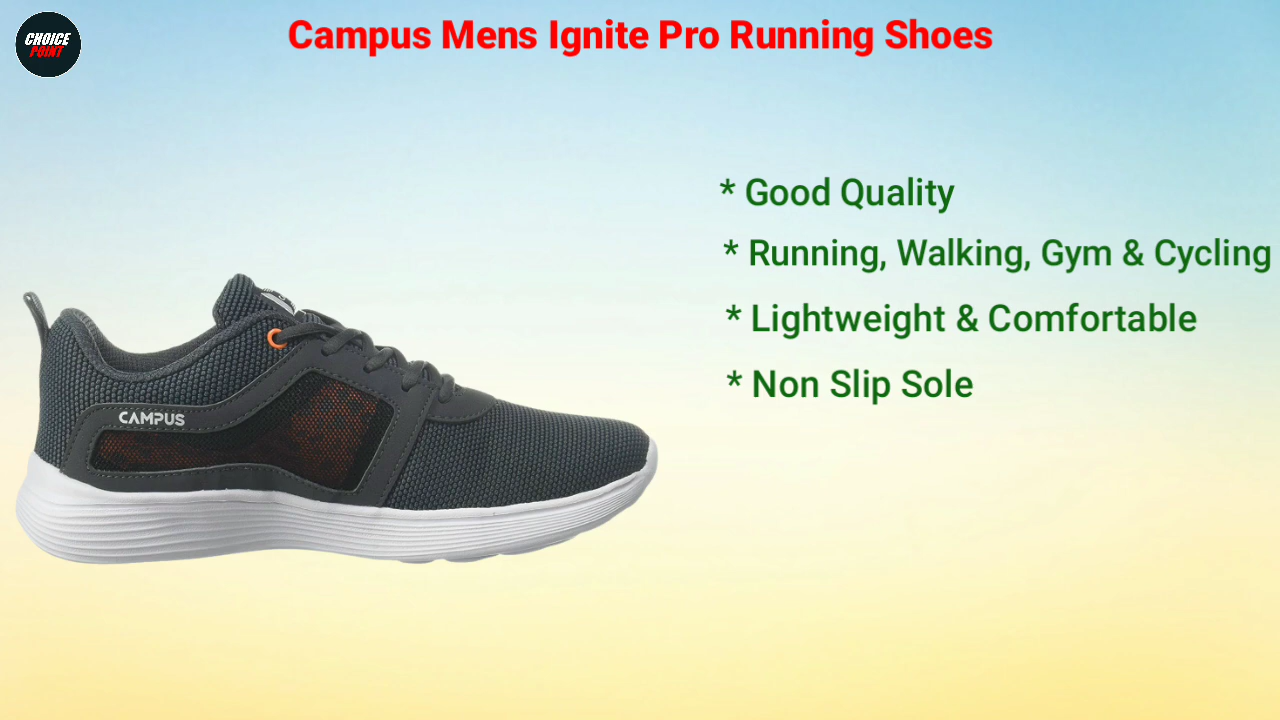 CHOICE
POINT
Campus Mens Ignite Pro Running Shoes
* Good Quality
* Running, Walking, Gym & Cycling
* Lightweight & Comfortable
* Non Slip Sole
CAMPUS